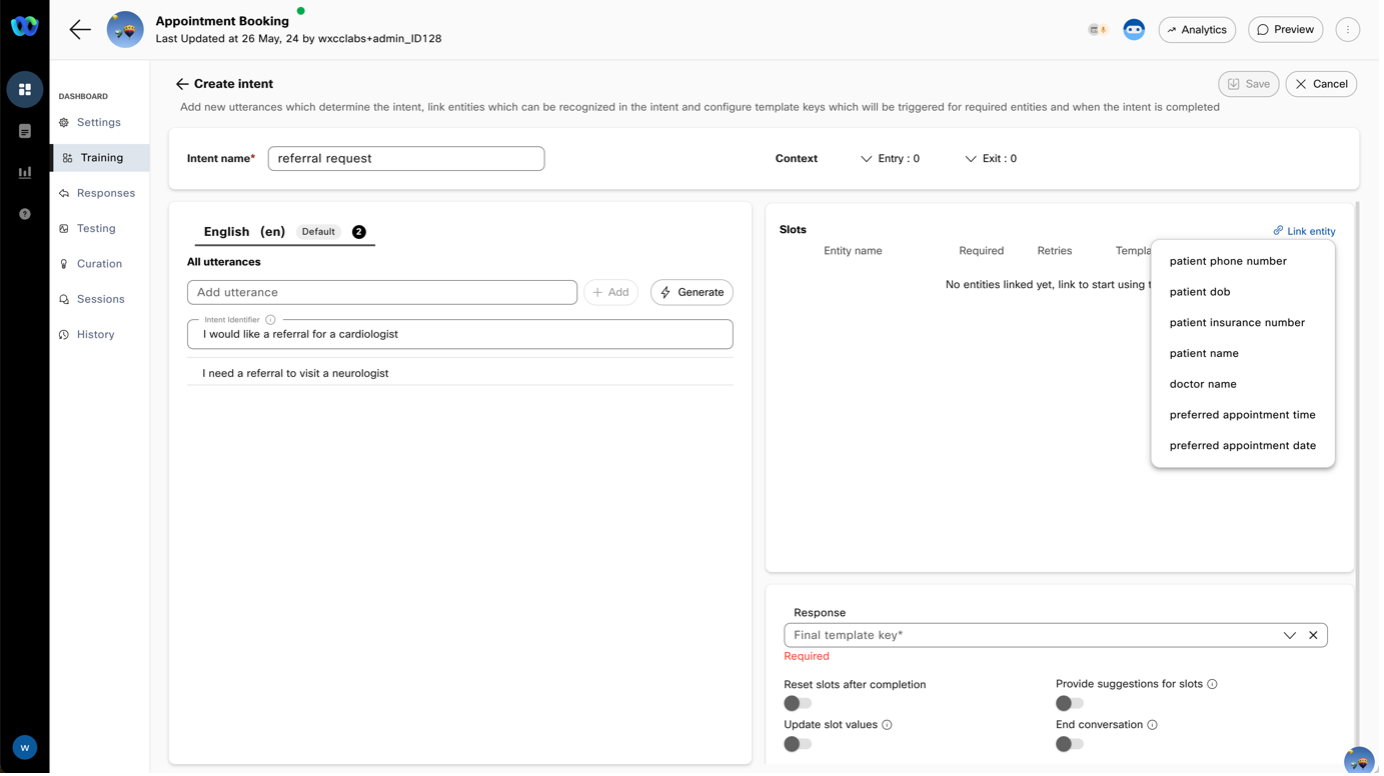 Appointment Booking
Last Updated at 26 May, 24 by wxcclabs+admin_ID128
Analytics
Preview
DASHBOARD
Settings
Training
Responses
Testing
Curation
Sessions
History
W
Create intent
Save
Cancel
Add new utterances which determine the intent, link entities which can be recognized in the intent and configure template keys which will be triggered for required entities and when the intent is completed
Intent name*
referral request
Context
Entry : 0
Exit : 0
English (en) Default 2
All utterances
Add utterance
+ Add
Generate
Intent Identifier
I would like a referral for a cardiologist
I need a referral to visit a neurologist
Slots
Link entity
Entity name Required Retries Templa
No entities linked yet, link to start using t
patient phone number
patient dob
patient insurance number
patient name
doctor name
preferred appointment time
preferred appointment date
Response
Final template key*
Required
Reset slots after completion
Provide suggestions for slots
Update slot values
End conversation